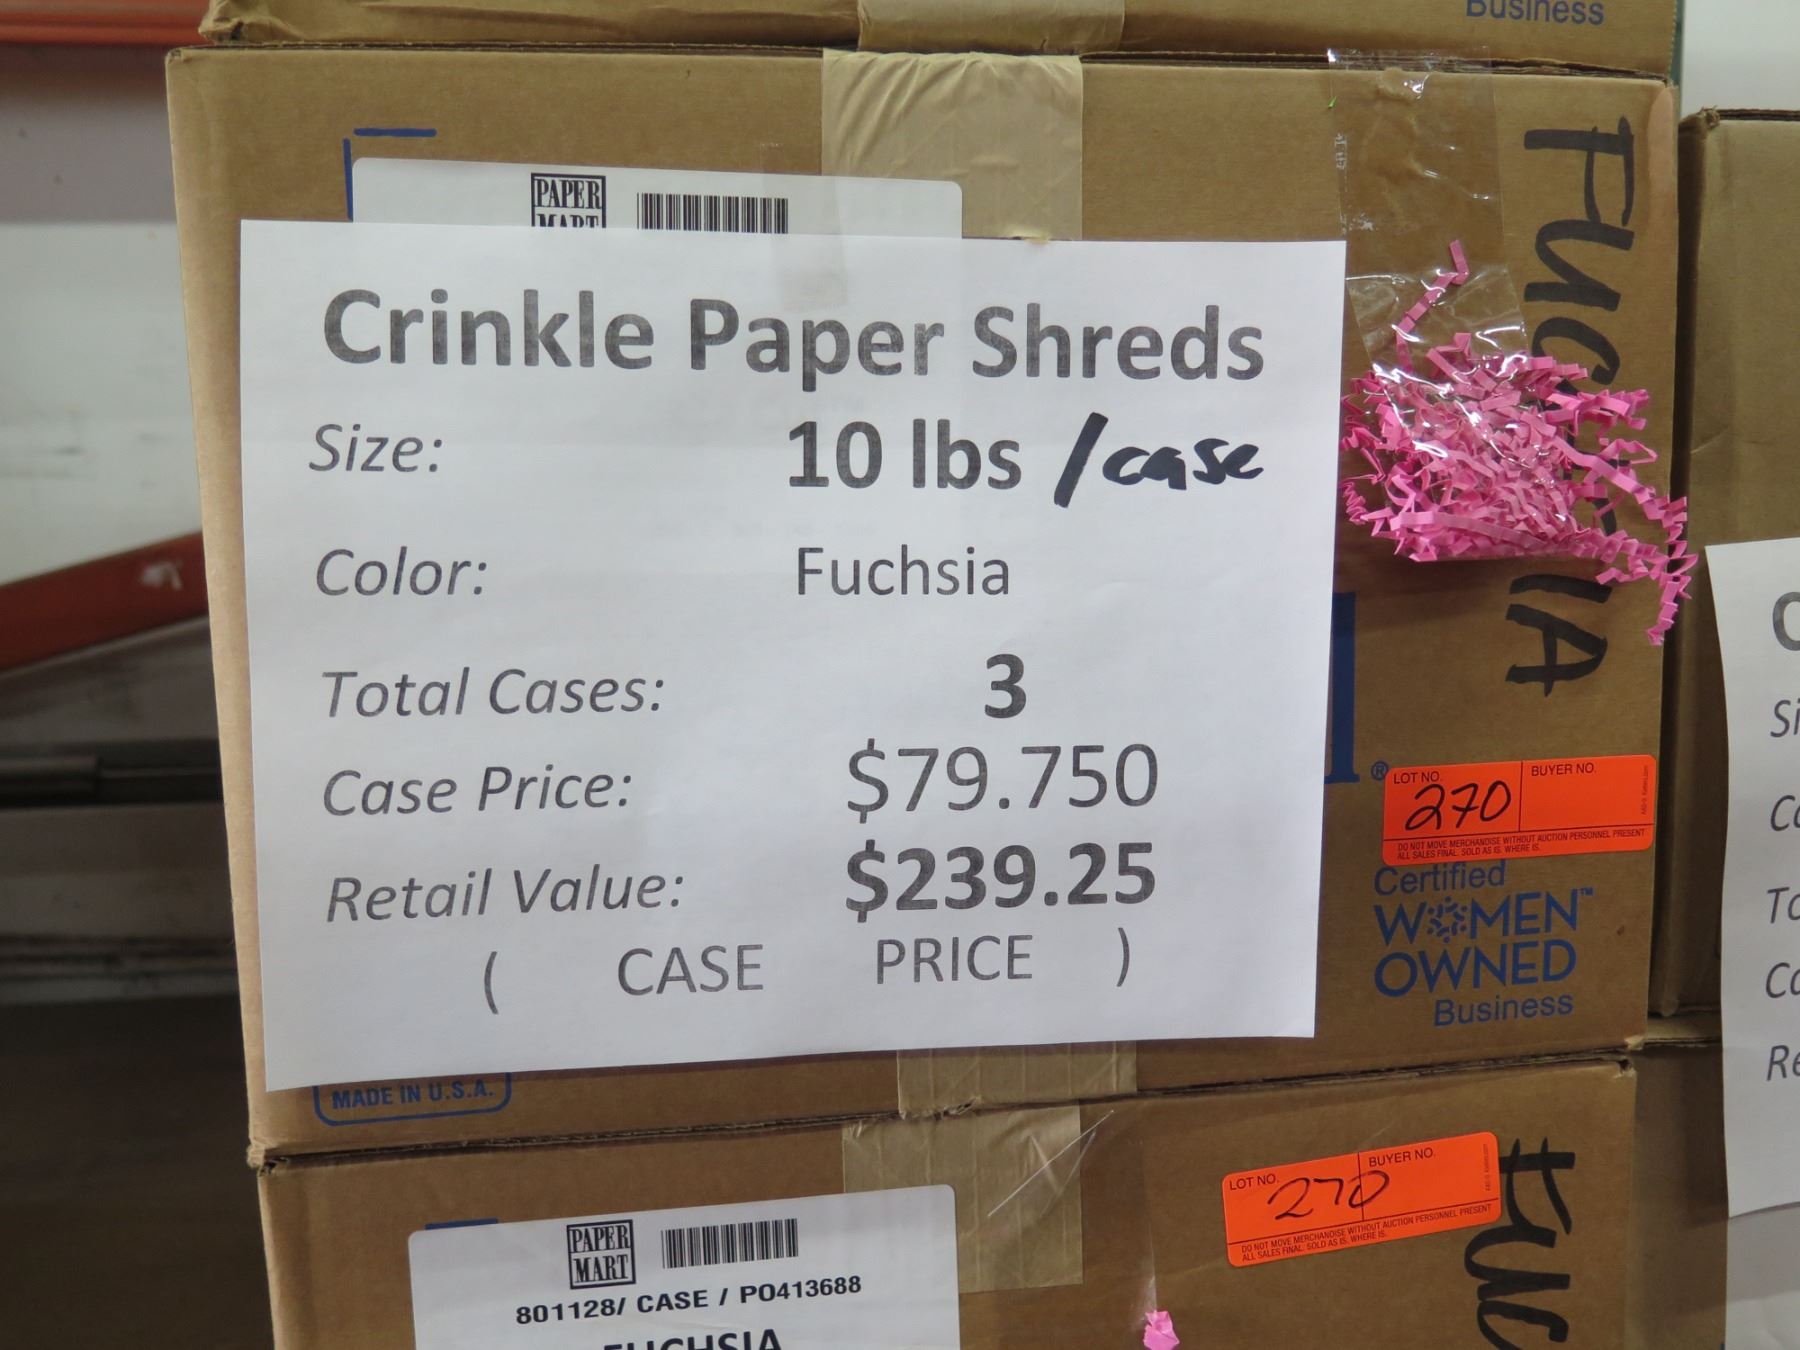 Business
PAPER
MART
Crinkle Paper Shreds
Size: 10 lbs /case
Color: Fuchsia
Total Cases: 3
Case Price: $79.750
Retail Value: $239.25
( CASE PRICE )
MADE IN U.S.A.
®
LOT NO. BUYER NO.
270
DO NOT MOVE MERCHANDISE WITHOUT AUCTION PERSONNEL PRESENT
ALL SALES FINAL. SOLD AS IS. WHERE IS.
Certified
WOMEN™
OWNED
Business
LOT NO. BUYER NO.
270
DO NOT MOVE MERCHANDISE WITHOUT AUCTION PERSONNEL PRESENT
ALL SALES FINAL. SOLD AS IS. WHERE IS.
PAPER
MART
801128/ CASE / PO413688
FUCHSIA